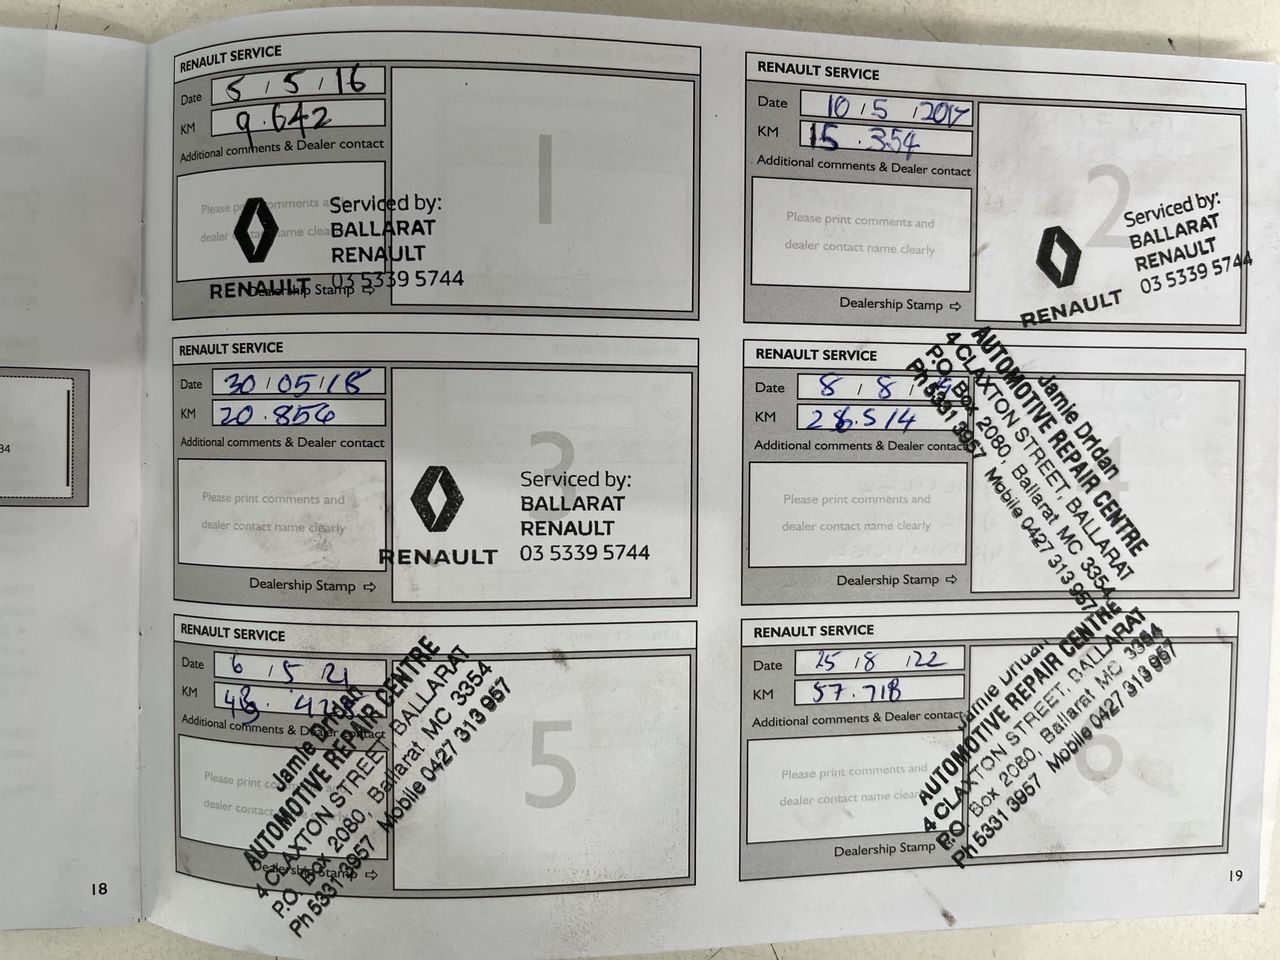 RENAULT SERVICE
Date 5 / 5 / 16
KM 9.642
Additional comments & Dealer contact
1
Please print comments and
dealer contact name clearly
Serviced by:
BALLARAT
RENAULT
03 5339 5744
RENAULT
Dealership Stamp ⇨
RENAULT SERVICE
Date 10 / 5 / 2017
KM 15.354
Additional comments & Dealer contact
2
Please print comments and
dealer contact name clearly
Serviced by:
BALLARAT
RENAULT
03 5339 5744
RENAULT
Dealership Stamp ⇨
RENAULT SERVICE
Date 30 / 05 / 18
KM 20.856
Additional comments & Dealer contact
3
Please print comments and
dealer contact name clearly
Serviced by:
BALLARAT
RENAULT
03 5339 5744
RENAULT
Dealership Stamp ⇨
RENAULT SERVICE
Date 8 / 8 /
KM 28.514
Additional comments & Dealer contact
4
Please print comments and
dealer contact name clearly
Dealership Stamp ⇨
Jamie Dridan
AUTOMOTIVE REPAIR CENTRE
4 CLAXTON STREET, BALLARAT
P.O. Box 2080, Ballarat MC 3354
Ph 5331 3957 Mobile 0427 313 957
RENAULT SERVICE
Date 6 / 5 / 21
KM
Additional comments & Dealer contact
5
Please print comments and
dealer contact name clearly
Dealership Stamp ⇨
Jamie Dridan
AUTOMOTIVE REPAIR CENTRE
4 CLAXTON STREET, BALLARAT
P.O. Box 2080, Ballarat MC 3354
Ph 5331 3957 Mobile 0427 313 957
RENAULT SERVICE
Date 25 / 8 / 22
KM 57.718
Additional comments & Dealer contact
6
Please print comments and
dealer contact name clearly
Dealership Stamp
Jamie Dridan
AUTOMOTIVE REPAIR CENTRE
4 CLAXTON STREET, BALLARAT
P.O. Box 2080, Ballarat MC 3354
Ph 5331 3957 Mobile 0427 313 957
34
18
19